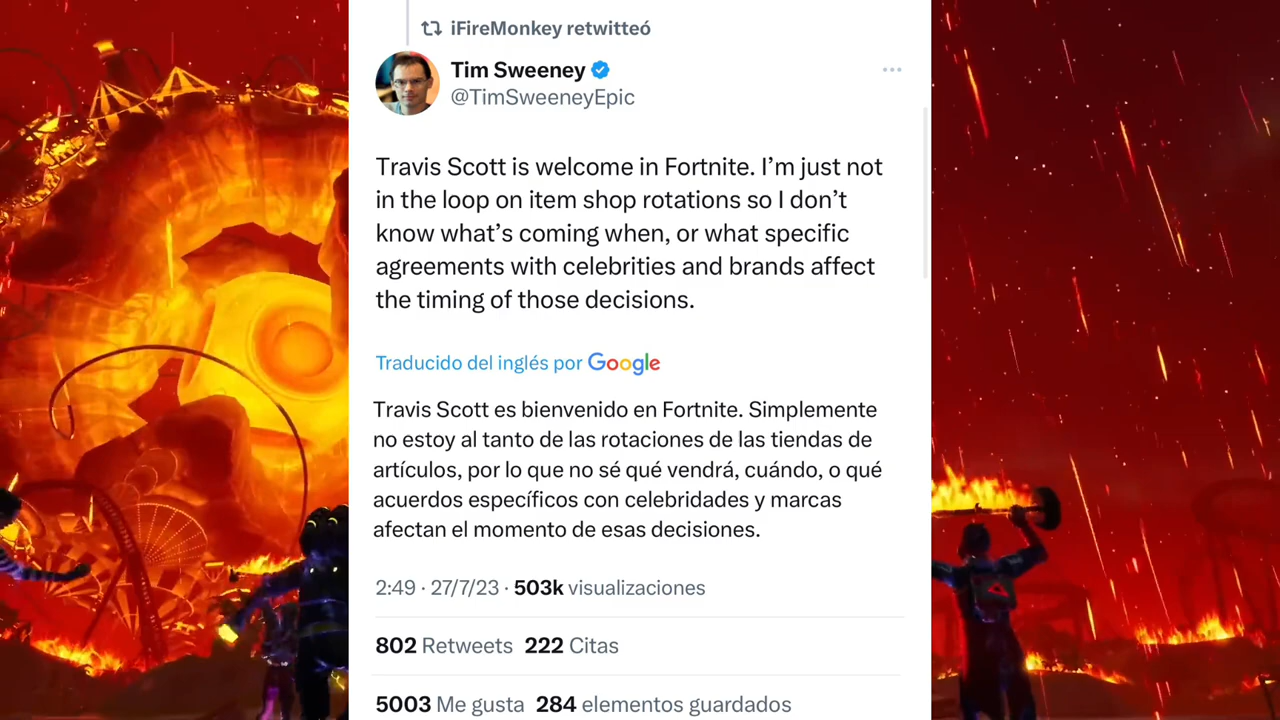 iFireMonkey retwitteó
Tim Sweeney
@TimSweeneyEpic
Travis Scott is welcome in Fortnite. I’m just not
in the loop on item shop rotations so I don’t
know what’s coming when, or what specific
agreements with celebrities and brands affect
the timing of those decisions.
Traducido del inglés por Google
Travis Scott es bienvenido en Fortnite. Simplemente
no estoy al tanto de las rotaciones de las tiendas de
artículos, por lo que no sé qué vendrá, cuándo, o qué
acuerdos específicos con celebridades y marcas
afectan el momento de esas decisiones.
2:49 · 27/7/23 · 503k visualizaciones
802 Retweets 222 Citas
5003 Me gusta 284 elementos guardados